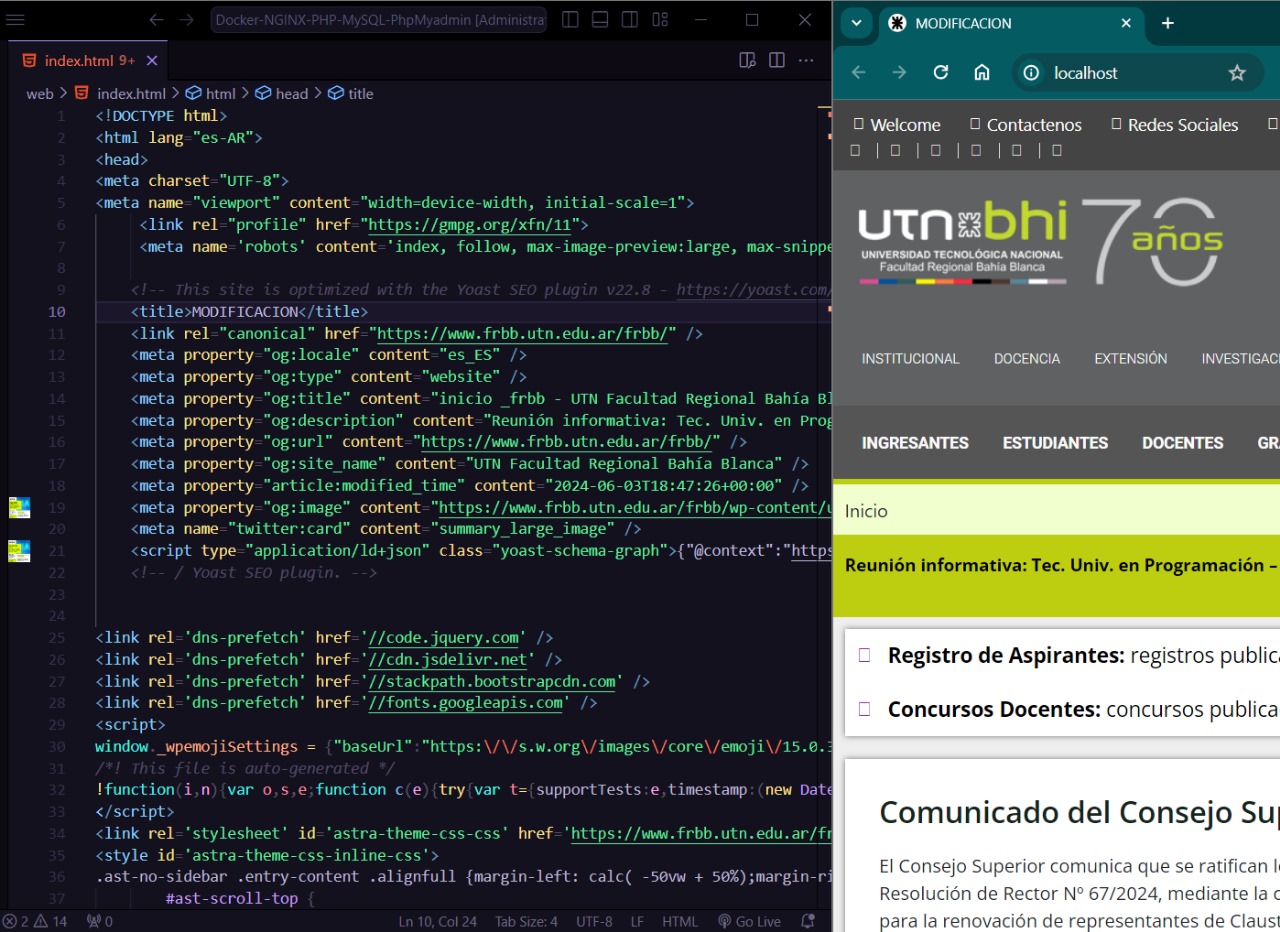 Docker-NGINX-PHP-MySQL-PhpMyadmin [Administra
index.html 9+
web > index.html > html > head > title
1 <!DOCTYPE html>
2 <html lang="es-AR">
3 <head>
4 <meta charset="UTF-8">
5 <meta name="viewport" content="width=device-width, initial-scale=1">
6 <link rel="profile" href="https://gmpg.org/xfn/11">
7 <meta name='robots' content='index, follow, max-image-preview:large, max-snippe
8
9 <!-- This site is optimized with the Yoast SEO plugin v22.8 - https://yoast.com/
10 <title>MODIFICACION</title>
11 <link rel="canonical" href="https://www.frbb.utn.edu.ar/frbb/" />
12 <meta property="og:locale" content="es_ES" />
13 <meta property="og:type" content="website" />
14 <meta property="og:title" content="inicio _frbb - UTN Facultad Regional Bahía Bl
15 <meta property="og:description" content="Reunión informativa: Tec. Univ. en Prog
16 <meta property="og:url" content="https://www.frbb.utn.edu.ar/frbb/" />
17 <meta property="og:site_name" content="UTN Facultad Regional Bahía Blanca" />
18 <meta property="article:modified_time" content="2024-06-03T18:47:26+00:00" />
19 <meta property="og:image" content="https://www.frbb.utn.edu.ar/frbb/wp-content/u
20 <meta name="twitter:card" content="summary_large_image" />
21 <script type="application/ld+json" class="yoast-schema-graph">{"@context":"https
22 <!-- / Yoast SEO plugin. -->
23
24
25 <link rel='dns-prefetch' href='//code.jquery.com' />
26 <link rel='dns-prefetch' href='//cdn.jsdelivr.net' />
27 <link rel='dns-prefetch' href='//stackpath.bootstrapcdn.com' />
28 <link rel='dns-prefetch' href='//fonts.googleapis.com' />
29 <script>
30 window._wpemojiSettings = {"baseUrl":"https:\/\/s.w.org\/images\/core\/emoji\/15.0.3
31 /*! This file is auto-generated */
32 !function(i,n){var o,s,e;function c(e){try{var t={supportTests:e,timestamp:(new Date
33 </script>
34 <link rel='stylesheet' id='astra-theme-css-css' href='https://www.frbb.utn.edu.ar/fr
35 <style id='astra-theme-css-inline-css'>
36 .ast-no-sidebar .entry-content .alignfull {margin-left: calc( -50vw + 50%);margin-ri
37 #ast-scroll-top {
2 14 0 Ln 10, Col 24 Tab Size: 4 UTF-8 LF HTML Go Live
MODIFICACION
localhost
Welcome Contactenos Redes Sociales
utn bhi 70 años
UNIVERSIDAD TECNOLÓGICA NACIONAL
Facultad Regional Bahía Blanca
INSTITUCIONAL DOCENCIA EXTENSIÓN INVESTIGAC
INGRESANTES ESTUDIANTES DOCENTES GR
Inicio
Reunión informativa: Tec. Univ. en Programación –
Registro de Aspirantes: registros publica
Concursos Docentes: concursos publica
Comunicado del Consejo Sup
El Consejo Superior comunica que se ratifican lo
Resolución de Rector Nº 67/2024, mediante la c
para la renovación de representantes de Claust